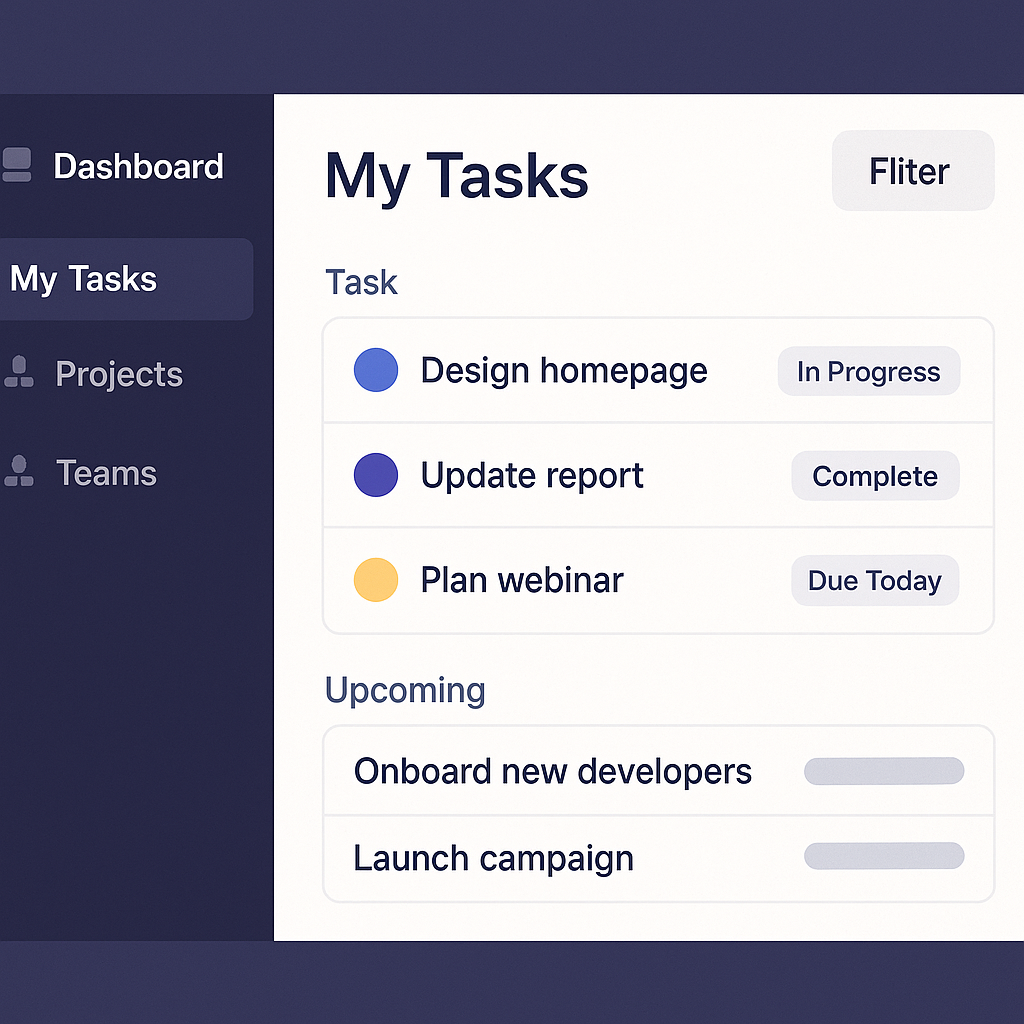 Dashboard
My Tasks
Projects
Teams
My Tasks
Fliter
Task
Design homepage
In Progress
Update report
Complete
Plan webinar
Due Today
Upcoming
Onboard new developers
Launch campaign